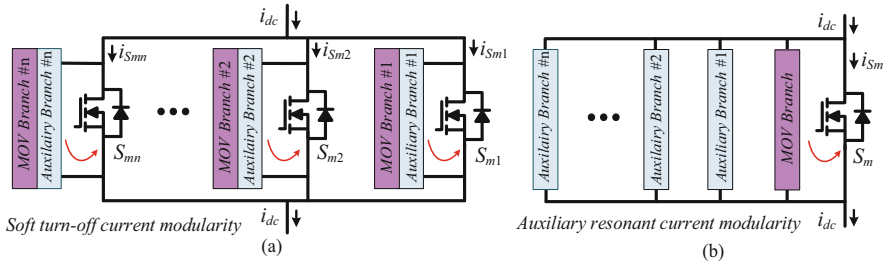 i_dc
i_Smn
i_Sm2
i_Sm1
MOV Branch #n
Auxiliary Branch #n
MOV Branch #2
Auxiliary Branch #2
MOV Branch #1
Auxiliary Branch #1
S_mn
S_m2
S_m1
i_dc
Soft turn-off current modularity
(a)
i_dc
i_Sm
Auxiliary Branch #n
Auxiliary Branch #2
Auxiliary Branch #1
MOV Branch
S_m
i_dc
Auxiliary resonant current modularity
(b)